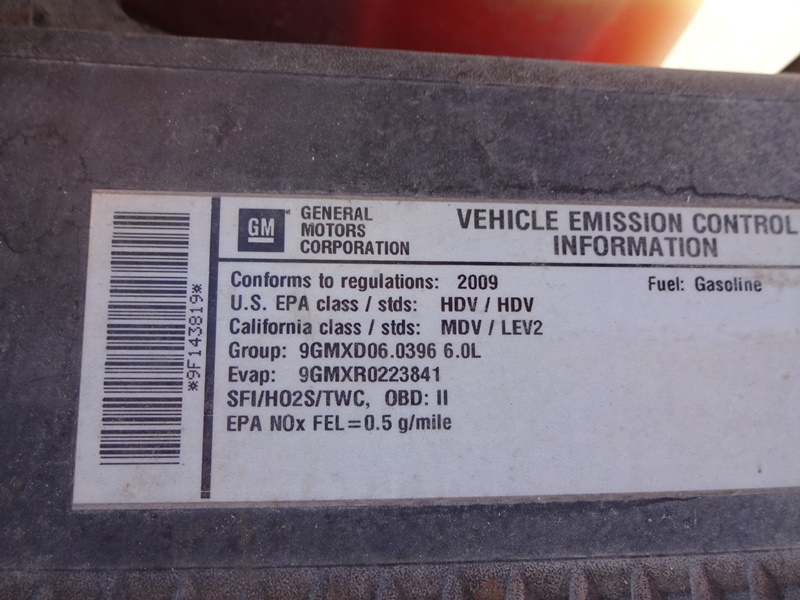 *9F143819*
GM
GENERAL
MOTORS
CORPORATION
VEHICLE EMISSION CONTROL
INFORMATION
Conforms to regulations: 2009
Fuel: Gasoline
U.S. EPA class / stds: HDV / HDV
California class / stds: MDV / LEV2
Group: 9GMXD06.0396 6.0L
Evap: 9GMXR0223841
SFI/HO2S/TWC, OBD: II
EPA NOx FEL=0.5 g/mile